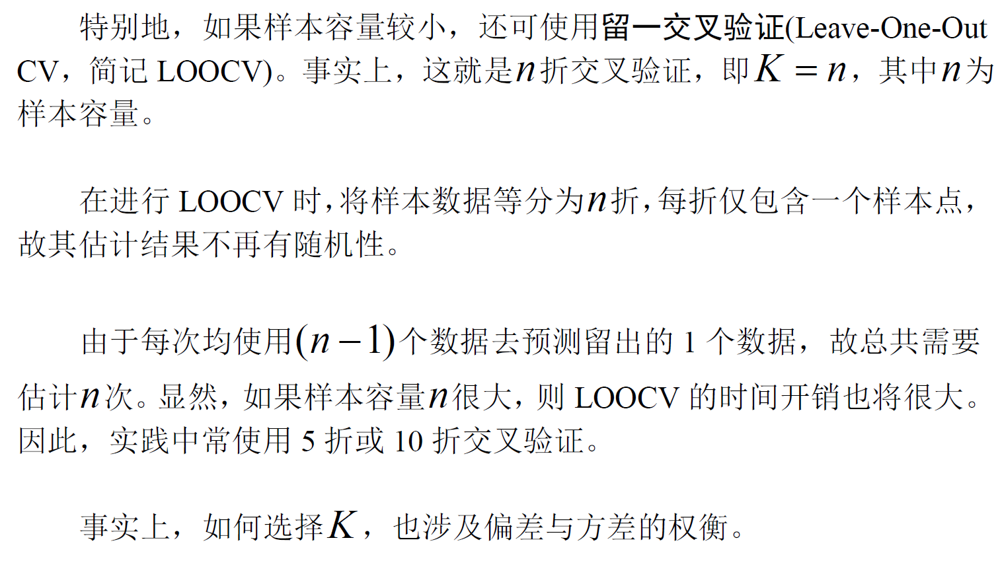 特别地，如果样本容量较小，还可使用留一交叉验证(Leave-One-Out
CV，简记 LOOCV)。事实上，这就是n折交叉验证，即K = n，其中n为
样本容量。
在进行 LOOCV 时，将样本数据等分为n折，每折仅包含一个样本点，
故其估计结果不再有随机性。
由于每次均使用(n－1)个数据去预测留出的 1 个数据，故总共需要
估计n次。显然，如果样本容量n很大，则 LOOCV 的时间开销也将很大。
因此，实践中常使用 5 折或 10 折交叉验证。
事实上，如何选择K，也涉及偏差与方差的权衡。